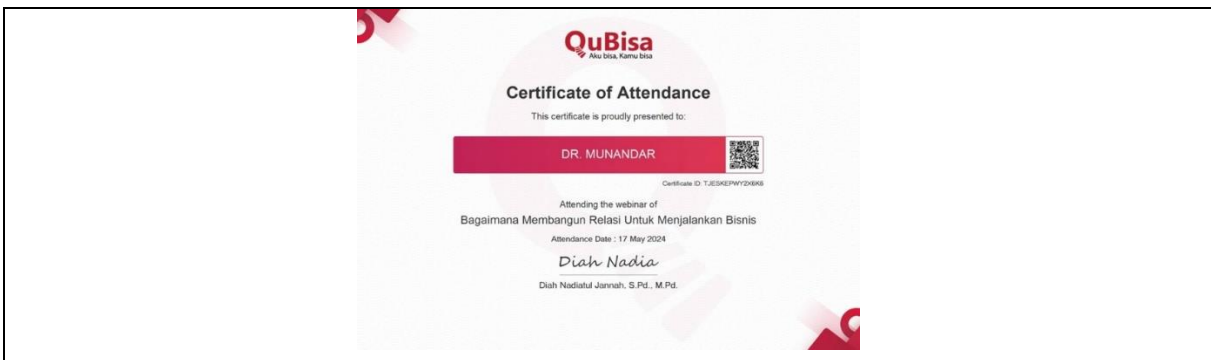 QuBisa
Aku bisa, Kamu bisa
Certificate of Attendance
This certificate is proudly presented to:
DR. MUNANDAR
Certificate ID:
Attending the webinar of
Bagaimana Membangun Relasi Untuk Menjalankan Bisnis
Attendance Date : 17 May 2024
Diah Nadia
Diah Nadiatul Jannah, S.Pd., M.Pd.